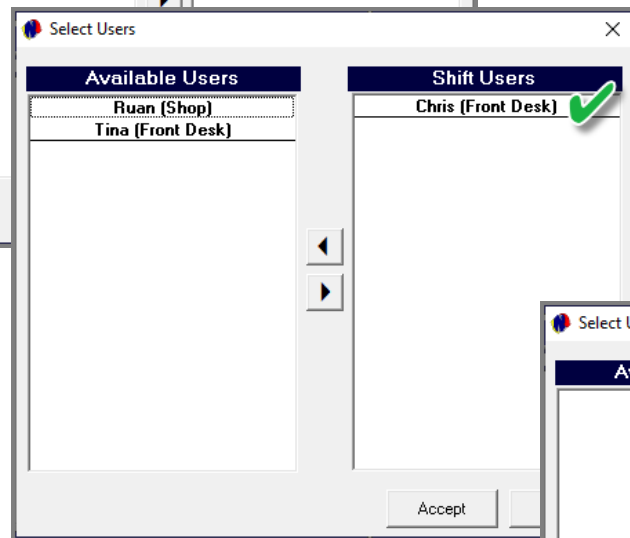 Select Users
Available Users
Shift Users
Ruan (Shop)
Chris (Front Desk)
Tina (Front Desk)
Select
Accept